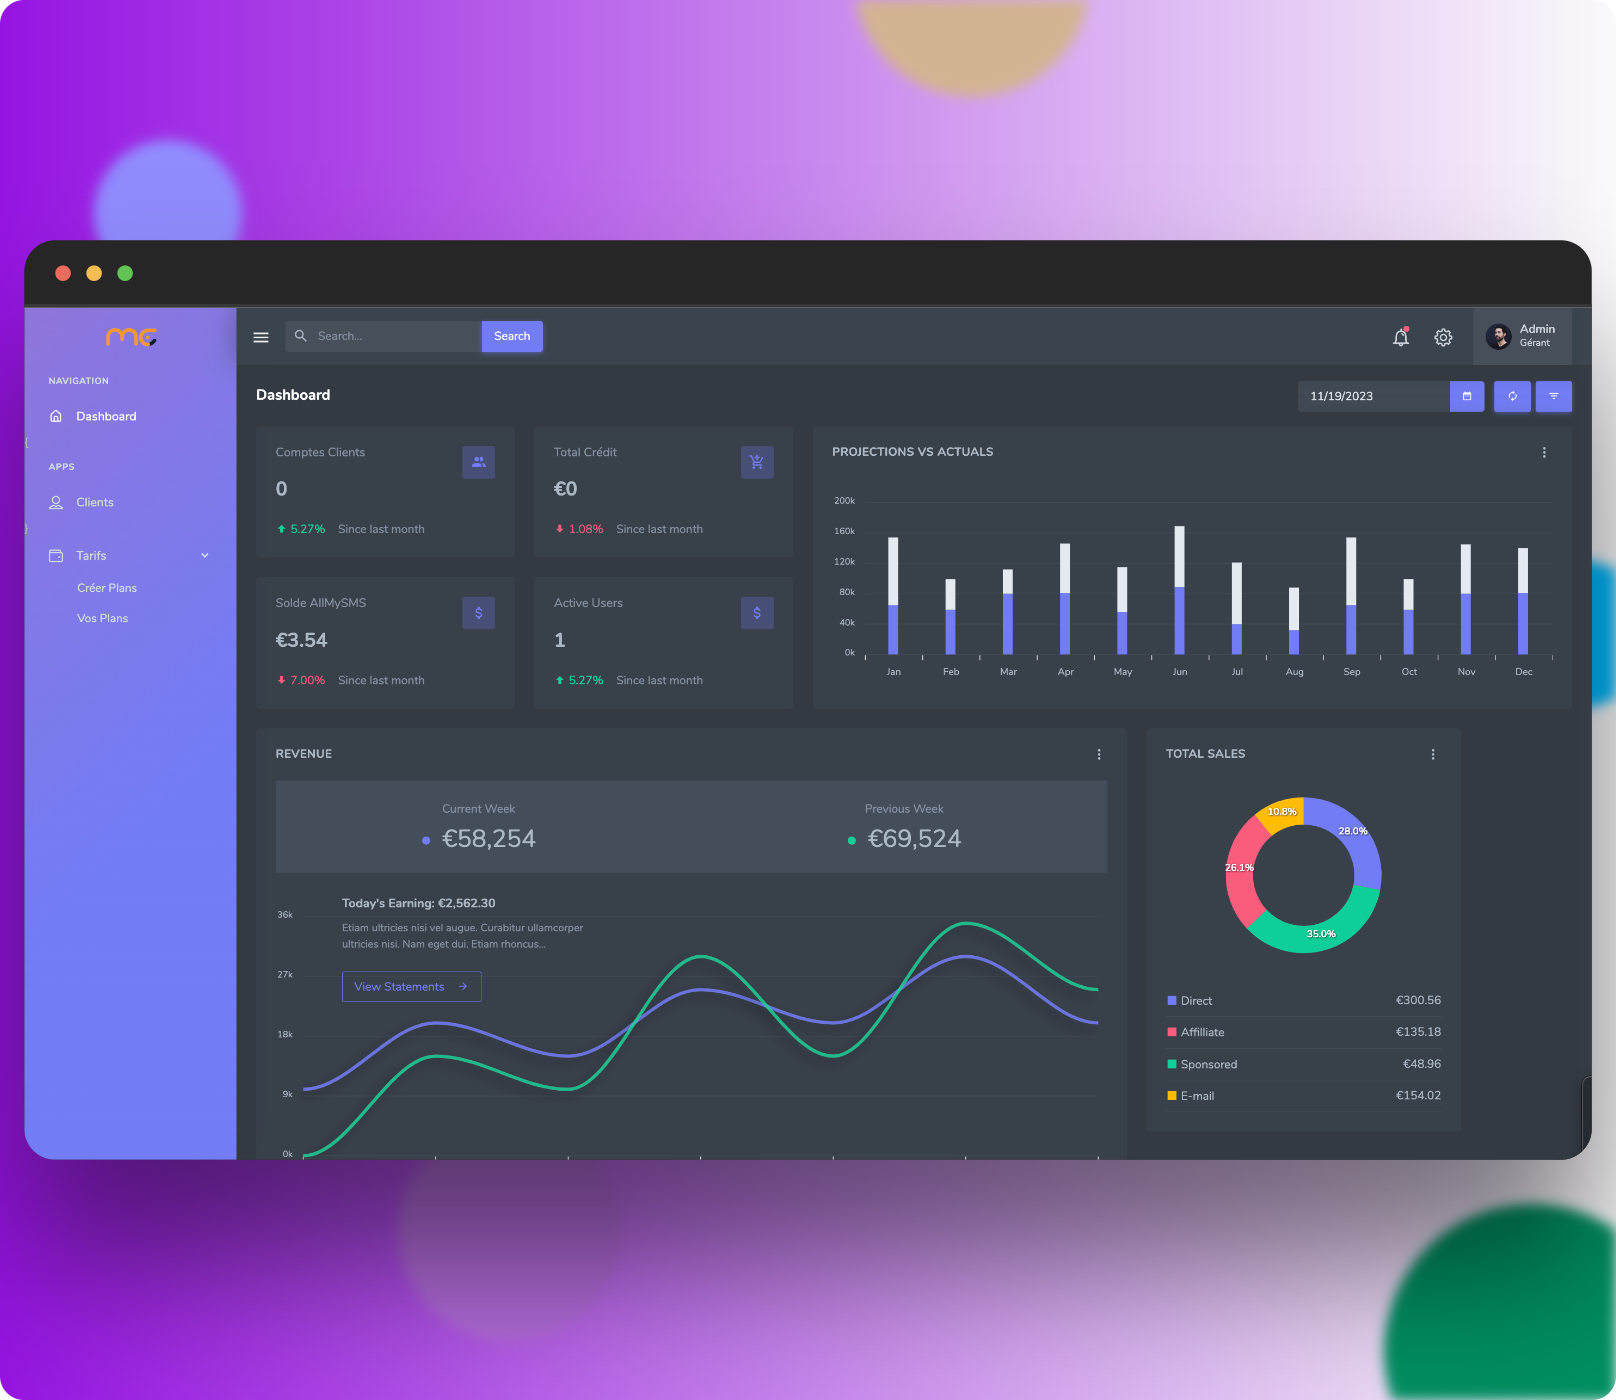 mc
NAVIGATION
Dashboard
{
APPS
Clients
}
Tarifs
Créer Plans
Vos Plans
Search...
Search
Admin
Gérant
Dashboard
11/19/2023
Comptes Clients
0
5.27% Since last month
Total Crédit
€0
1.08% Since last month
Solde AllMySMS
€3.54
$
7.00% Since last month
Active Users
1
$
5.27% Since last month
PROJECTIONS VS ACTUALS
200k
160k
120k
80k
40k
0k
Jan Feb Mar Apr May Jun Jul Aug Sep Oct Nov Dec
REVENUE
Current Week
€58,254
Previous Week
€69,524
Today's Earning: €2,562.30
Etiam ultricies nisi vel augue. Curabitur ullamcorper
ultricies nisi. Nam eget dui. Etiam rhoncus...
View Statements
36k
27k
18k
9k
0k
TOTAL SALES
10.8%
28.0%
26.1%
35.0%
Direct €300.56
Affilliate €135.18
Sponsored €48.96
E-mail €154.02